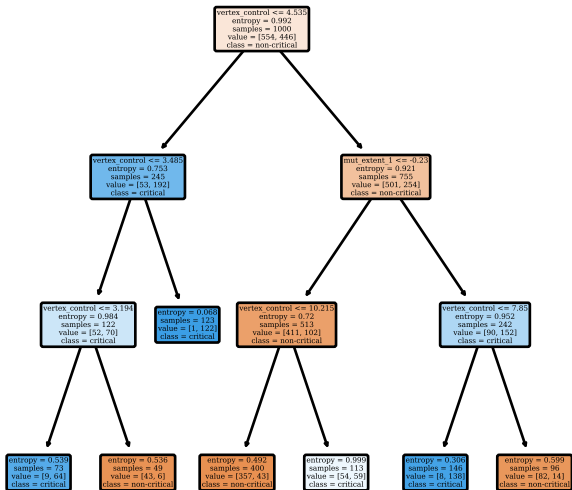 vertex_control <= 4.535
entropy = 0.992
samples = 1000
value = [554, 446]
class = non-critical
vertex_control <= 3.485
entropy = 0.753
samples = 245
value = [53, 192]
class = critical
mut_extent_1 <= -0.23
entropy = 0.921
samples = 755
value = [501, 254]
class = non-critical
vertex_control <= 3.194
entropy = 0.984
samples = 122
value = [52, 70]
class = critical
entropy = 0.068
samples = 123
value = [1, 122]
class = critical
vertex_control <= 10.215
entropy = 0.72
samples = 513
value = [411, 102]
class = non-critical
vertex_control <= 7.85
entropy = 0.952
samples = 242
value = [90, 152]
class = critical
entropy = 0.539
samples = 73
value = [9, 64]
class = critical
entropy = 0.536
samples = 49
value = [43, 6]
class = non-critical
entropy = 0.492
samples = 400
value = [357, 43]
class = non-critical
entropy = 0.999
samples = 113
value = [54, 59]
class = critical
entropy = 0.306
samples = 146
value = [8, 138]
class = critical
entropy = 0.599
samples = 96
value = [82, 14]
class = non-critical